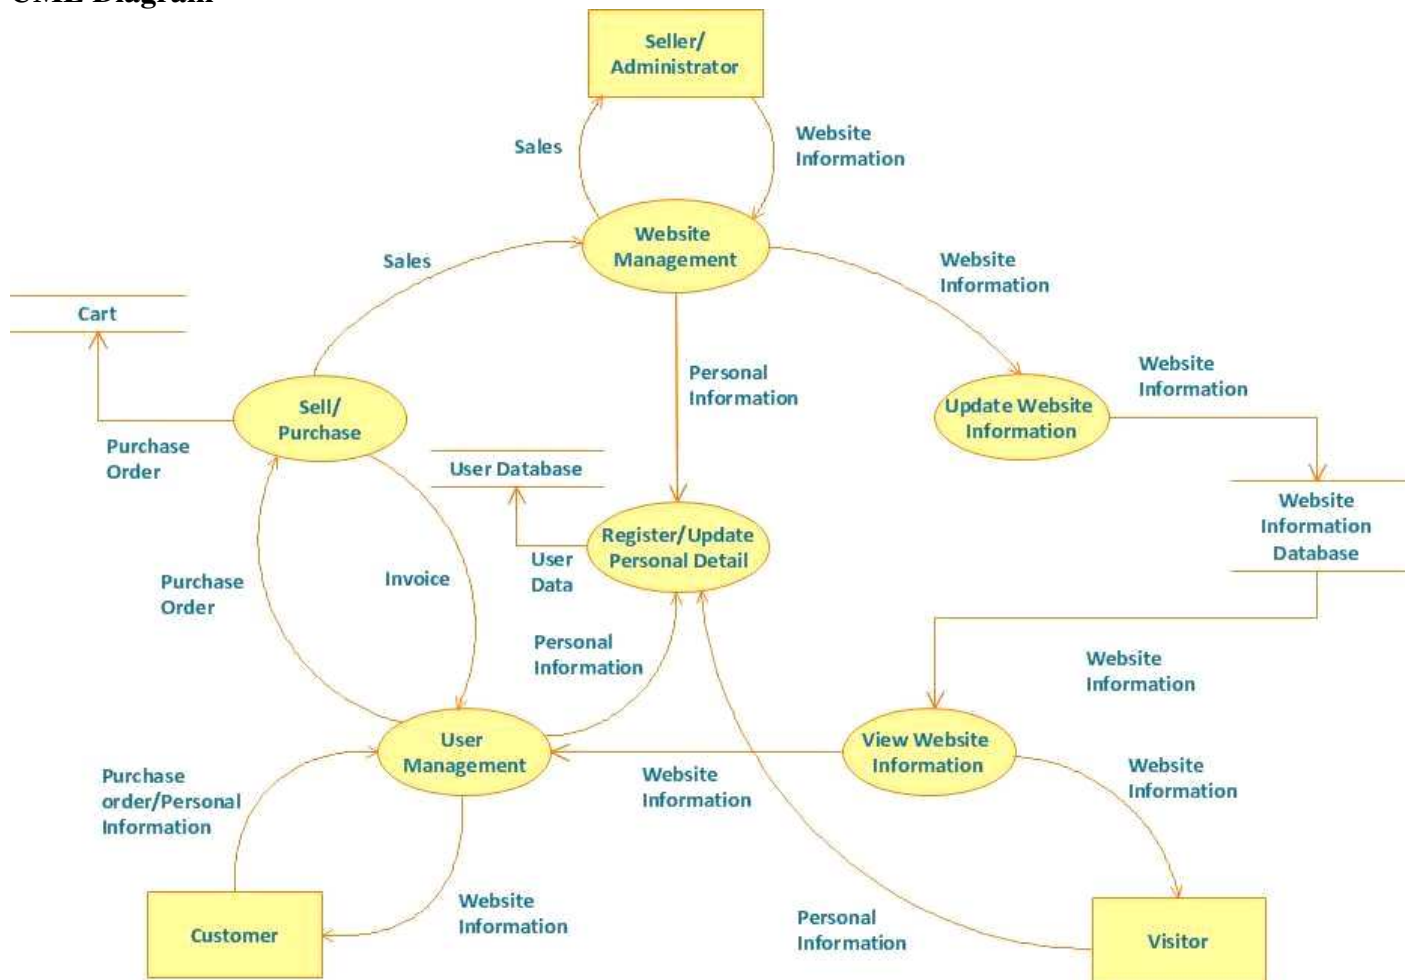 UML Diagram
Seller/
Administrator
Sales
Website
Information
Website
Management
Sales
Website
Information
Cart
Personal
Information
Website
Information
Sell/
Purchase
Update Website
Information
Purchase
Order
User Database
Website
Information
Database
Register/Update
Personal Detail
User
Data
Purchase
Order
Invoice
Personal
Information
Website
Information
User
Management
View Website
Information
Purchase
order/Personal
Information
Website
Information
Website
Information
Website
Information
Personal
Information
Customer
Visitor